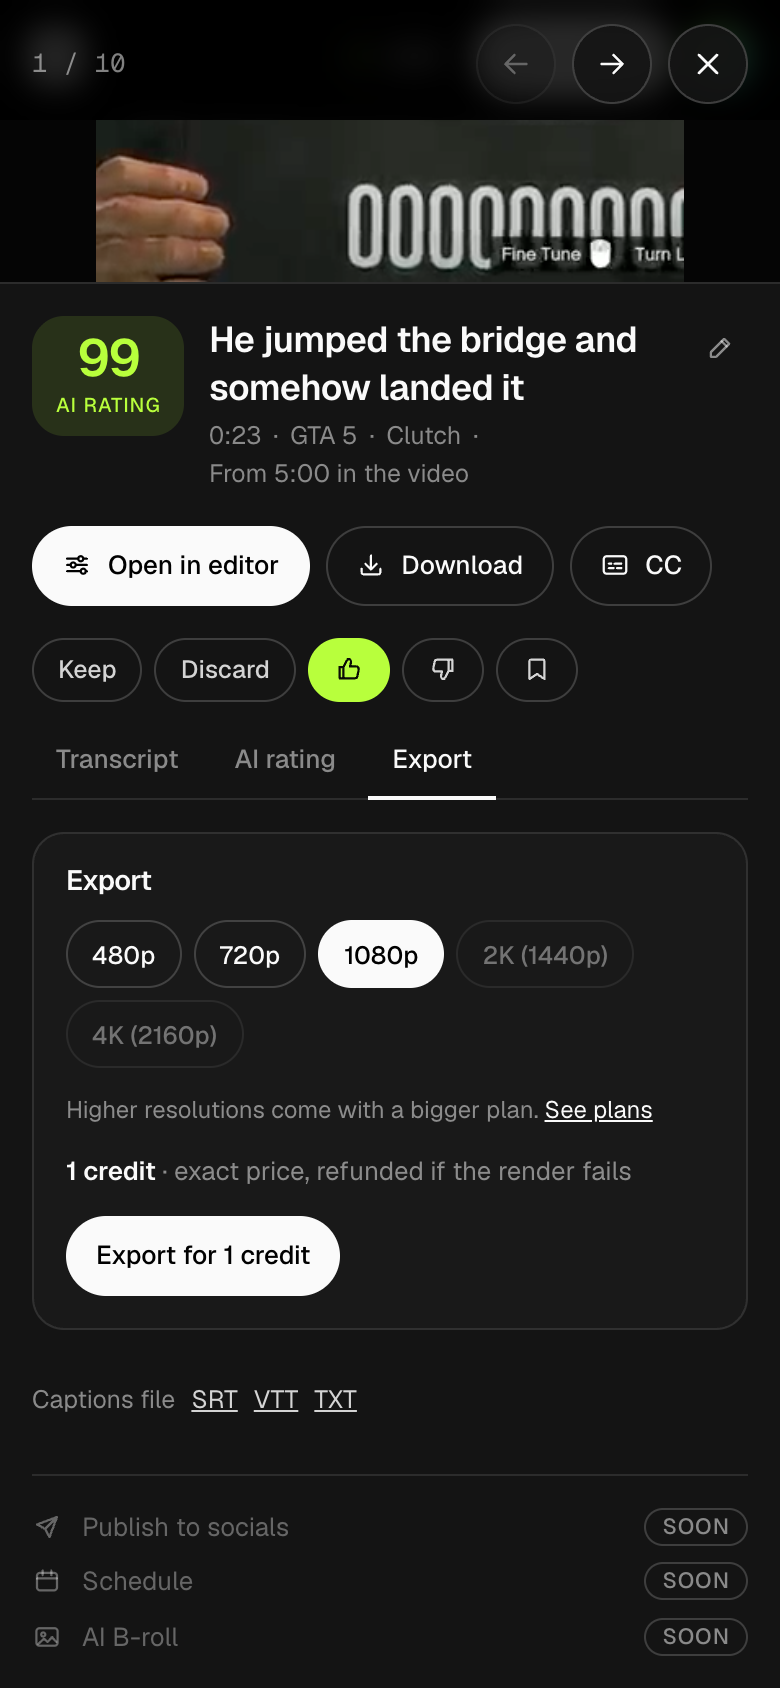 1 / 10
Fine Tune Turn L
99
AI RATING
He jumped the bridge and
somehow landed it
0:23 · GTA 5 · Clutch ·
From 5:00 in the video
Open in editor
Download
CC
Keep
Discard
Transcript
AI rating
Export
Export
480p
720p
1080p
2K (1440p)
4K (2160p)
Higher resolutions come with a bigger plan. See plans
1 credit · exact price, refunded if the render fails
Export for 1 credit
Captions file SRT VTT TXT
Publish to socials SOON
Schedule SOON
AI B-roll SOON